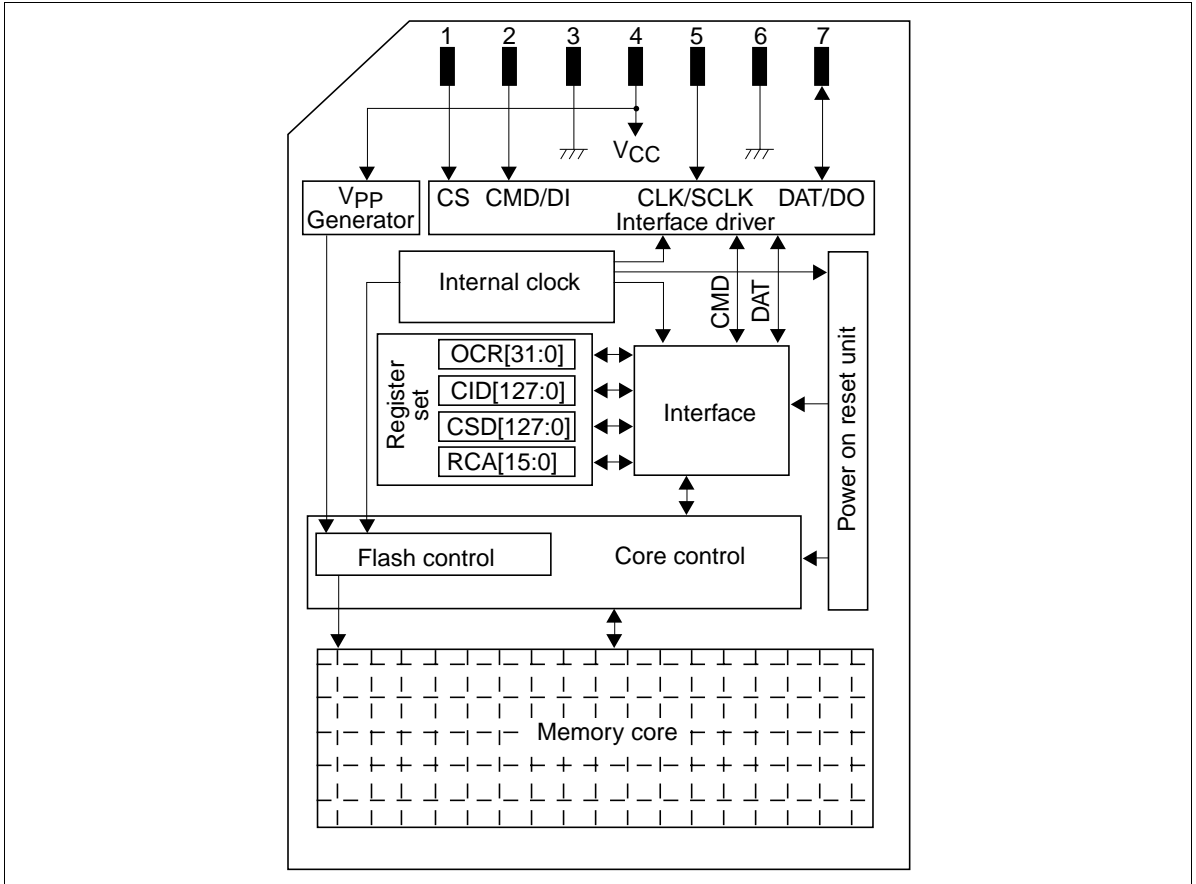 1 2 3 4 5 6 7
VCC
VPP
Generator
CS CMD/DI CLK/SCLK DAT/DO
Interface driver
Internal clock
CMD
DAT
Register
set
OCR[31:0]
CID[127:0]
CSD[127:0]
RCA[15:0]
Interface
Power on reset unit
Flash control
Core control
Memory core